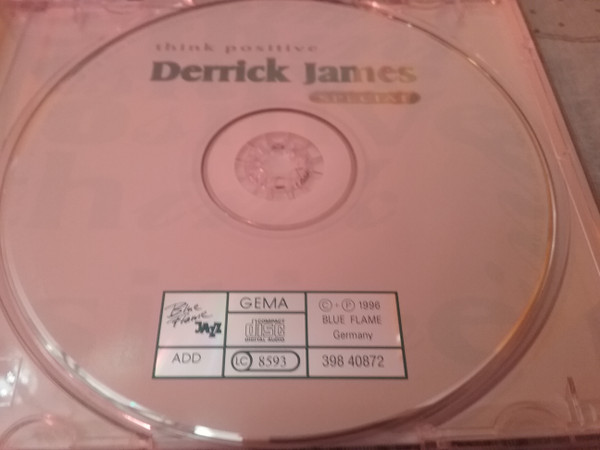 think positive
Derrick James
SPECIAL
Blue Flame JAZZ
GEMA
COMPACT
disc
DIGITAL AUDIO
© + ℗ 1996
BLUE FLAME
Germany
ADD
LC 8593
398 40872